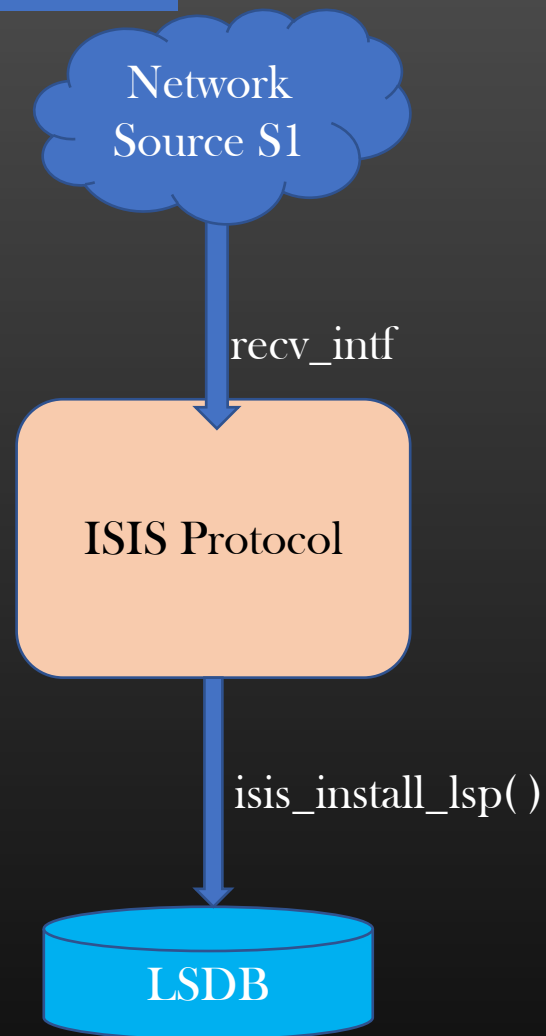 Network
Source S1
recv_intf
ISIS Protocol
isis_install_lsp( )
LSDB